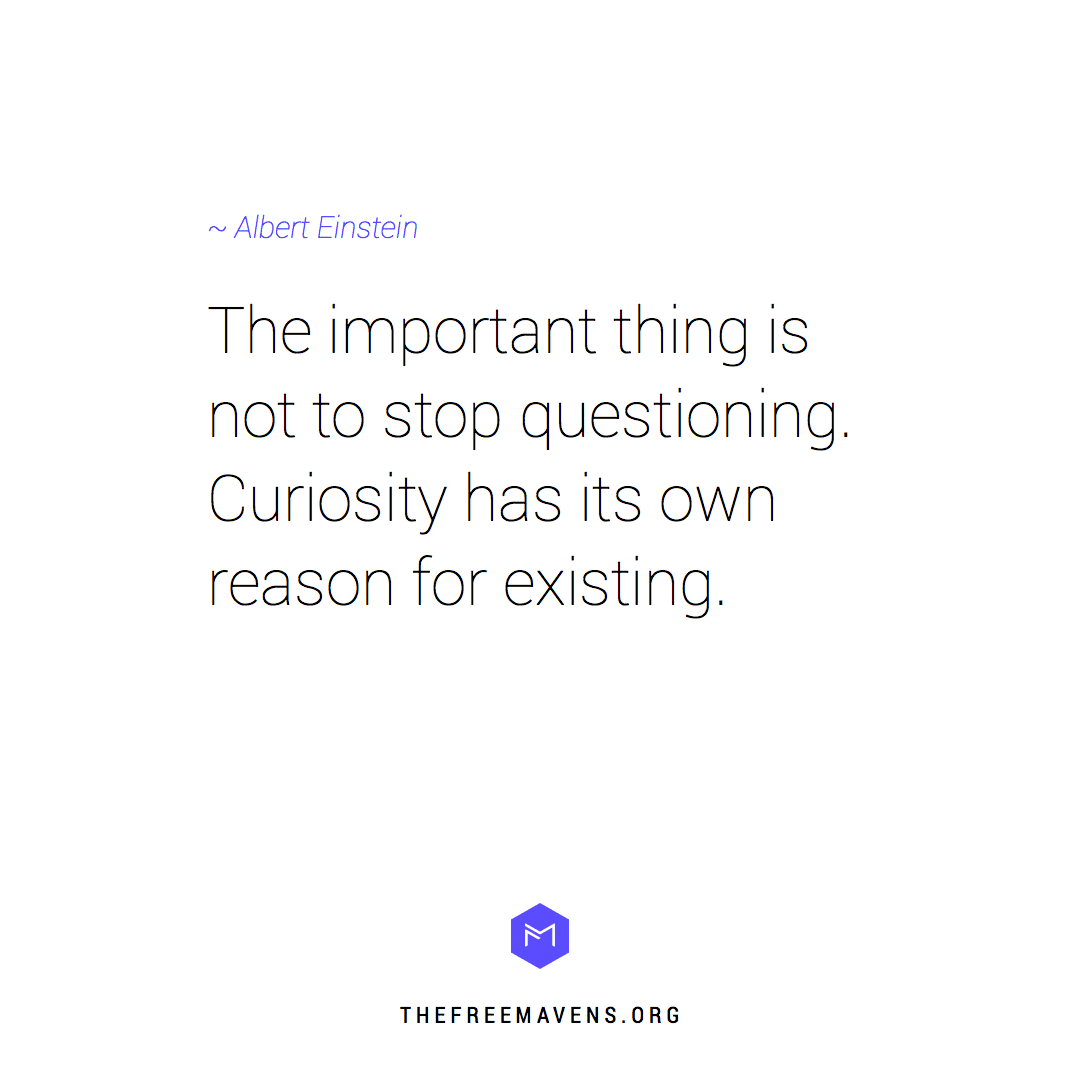 ~ Albert Einstein
The important thing is
not to stop questioning.
Curiosity has its own
reason for existing.
THEFREEMAVENS.ORG